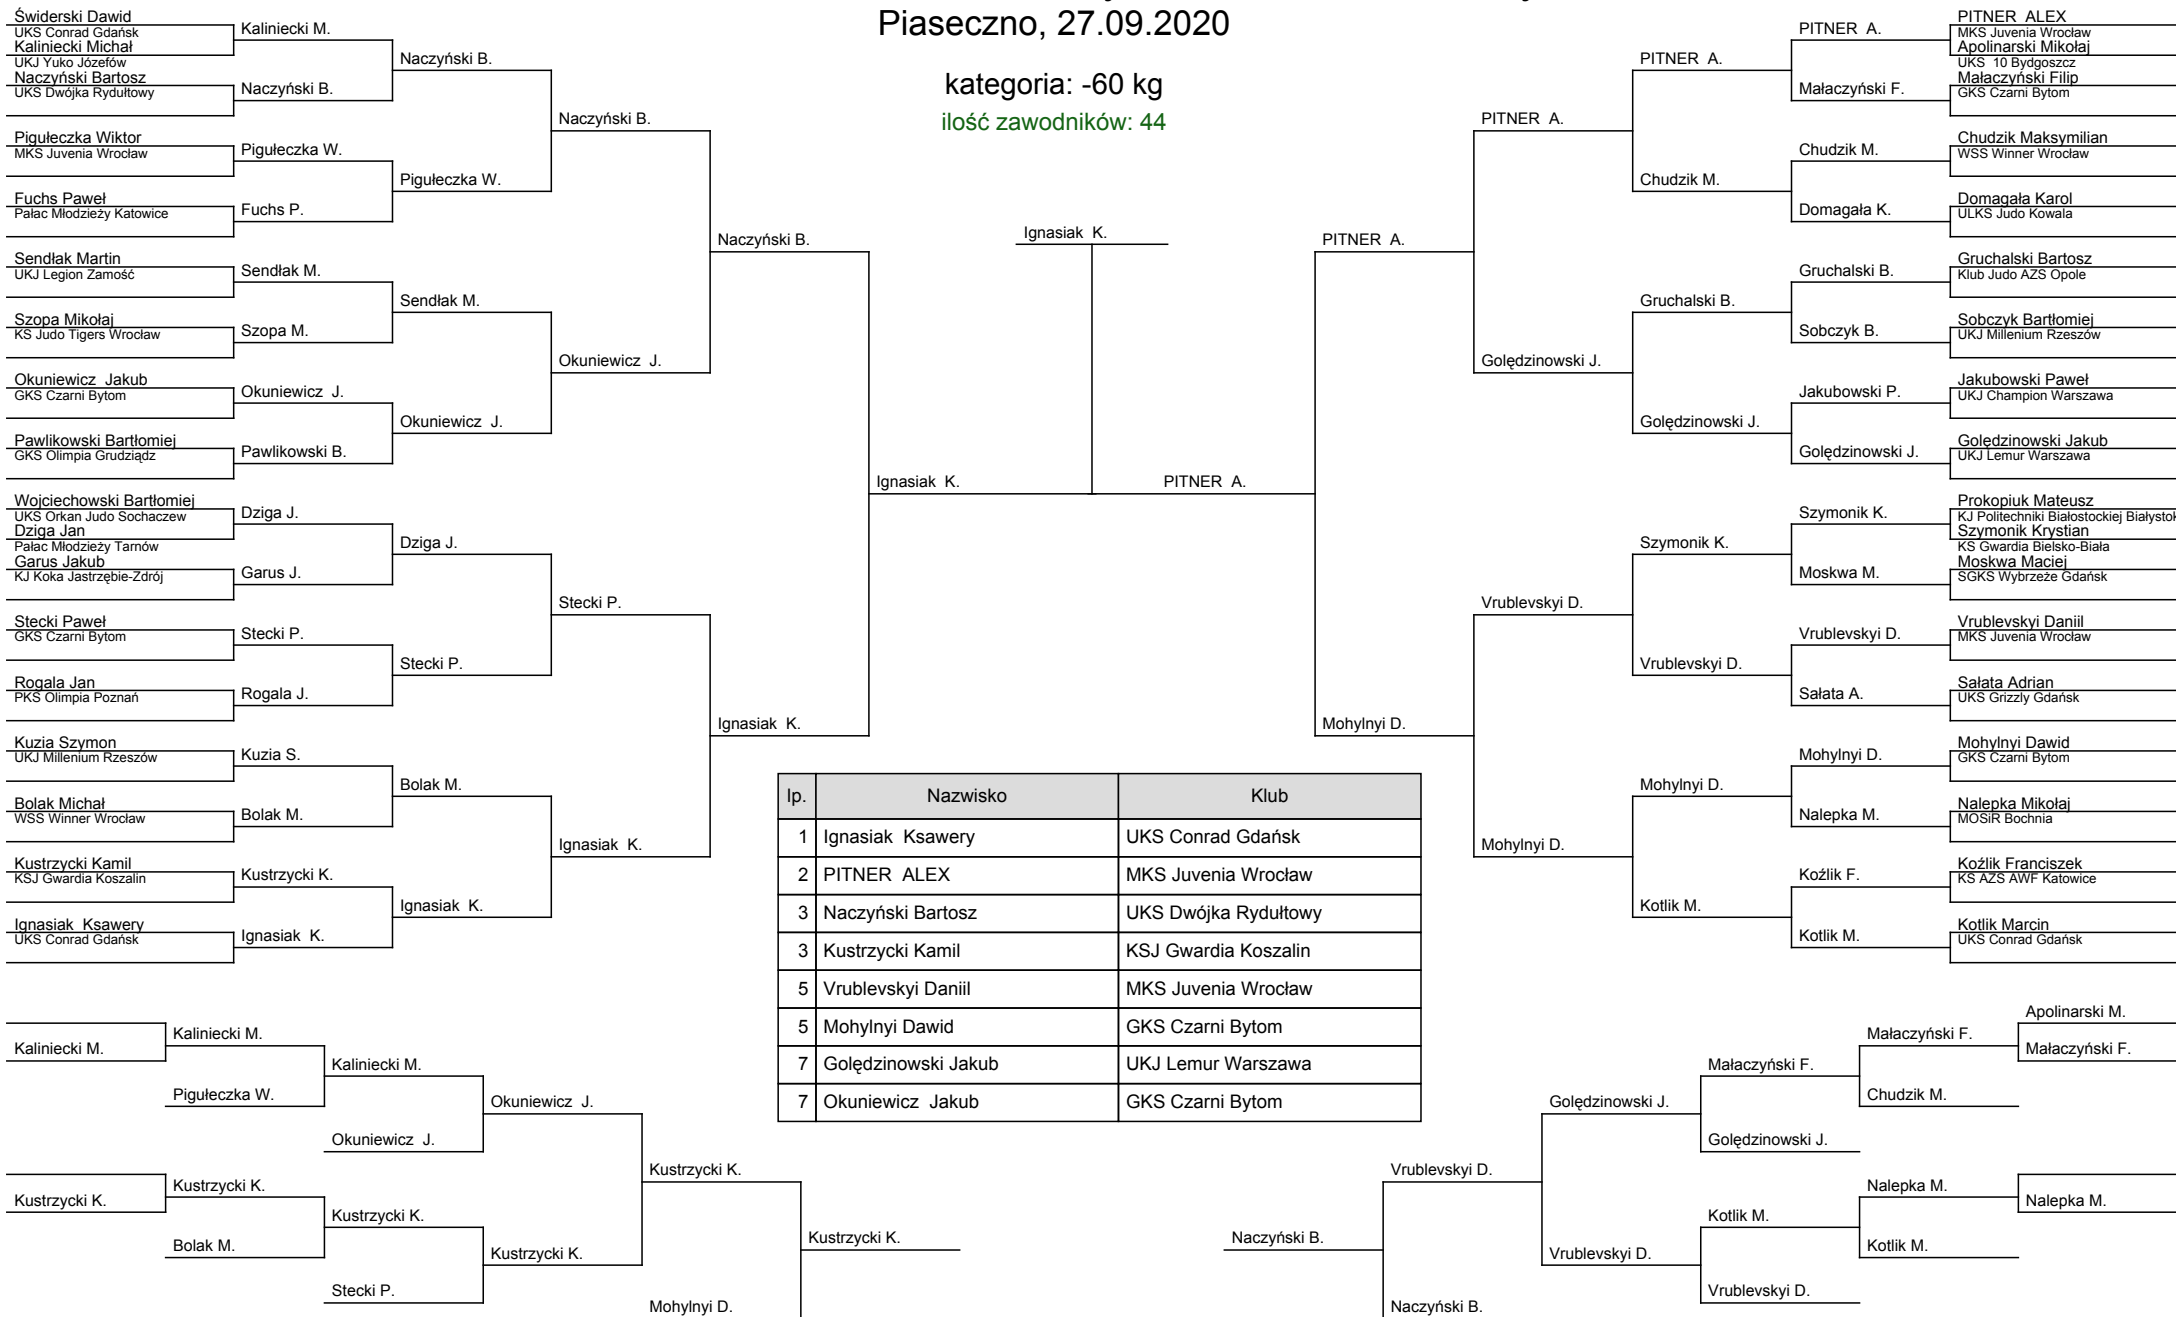 Piaseczno, 27.09.2020
kategoria: -60 kg
ilość zawodników: 44
Świderski Dawid
UKS Conrad Gdańsk
Kaliniecki Michał
UKJ Yuko Józefów
Naczyński Bartosz
UKS Dwójka Rydułtowy
Pigułeczka Wiktor
MKS Juvenia Wrocław
Fuchs Paweł
Pałac Młodzieży Katowice
Sendłak Martin
UKJ Legion Zamość
Szopa Mikołaj
KS Judo Tigers Wrocław
Okuniewicz Jakub
GKS Czarni Bytom
Pawlikowski Bartłomiej
GKS Olimpia Grudziądz
Wojciechowski Bartłomiej
UKS Orkan Judo Sochaczew
Dziga Jan
Pałac Młodzieży Tarnów
Garus Jakub
KJ Koka Jastrzębie-Zdrój
Stecki Paweł
GKS Czarni Bytom
Rogala Jan
PKS Olimpia Poznań
Kuzia Szymon
UKJ Millenium Rzeszów
Bolak Michał
WSS Winner Wrocław
Kustrzycki Kamil
KSJ Gwardia Koszalin
Ignasiak Ksawery
UKS Conrad Gdańsk
Kaliniecki M.
Naczyński B.
Pigułeczka W.
Fuchs P.
Sendłak M.
Szopa M.
Okuniewicz J.
Pawlikowski B.
Dziga J.
Garus J.
Stecki P.
Rogala J.
Kuzia S.
Bolak M.
Kustrzycki K.
Ignasiak K.
Naczyński B.
Pigułeczka W.
Sendłak M.
Okuniewicz J.
Dziga J.
Stecki P.
Bolak M.
Ignasiak K.
Naczyński B.
Okuniewicz J.
Stecki P.
Ignasiak K.
Naczyński B.
Ignasiak K.
Ignasiak K.
Ignasiak K.
PITNER A.
PITNER A.
Mohylnyi D.
PITNER A.
Golędzinowski J.
Vrublevskyi D.
Mohylnyi D.
PITNER A.
Chudzik M.
Gruchalski B.
Golędzinowski J.
Szymonik K.
Vrublevskyi D.
Mohylnyi D.
Kotlik M.
PITNER A.
Małaczyński F.
Chudzik M.
Domagała K.
Gruchalski B.
Sobczyk B.
Jakubowski P.
Golędzinowski J.
Szymonik K.
Moskwa M.
Vrublevskyi D.
Sałata A.
Mohylnyi D.
Nalepka M.
Koźlik F.
Kotlik M.
PITNER ALEX
MKS Juvenia Wrocław
Apolinarski Mikołaj
UKS 10 Bydgoszcz
Małaczyński Filip
GKS Czarni Bytom
Chudzik Maksymilian
WSS Winner Wrocław
Domagała Karol
ULKS Judo Kowala
Gruchalski Bartosz
Klub Judo AZS Opole
Sobczyk Bartłomiej
UKJ Millenium Rzeszów
Jakubowski Paweł
UKJ Champion Warszawa
Golędzinowski Jakub
UKJ Lemur Warszawa
Prokopiuk Mateusz
KJ Politechniki Białostockiej Białystok
Szymonik Krystian
KS Gwardia Bielsko-Biała
Moskwa Maciej
SGKS Wybrzeże Gdańsk
Vrublevskyi Daniil
MKS Juvenia Wrocław
Sałata Adrian
UKS Grizzly Gdańsk
Mohylnyi Dawid
GKS Czarni Bytom
Nalepka Mikołaj
MOSiR Bochnia
Koźlik Franciszek
KS AZS AWF Katowice
Kotlik Marcin
UKS Conrad Gdańsk
lp. Nazwisko Klub
1 Ignasiak Ksawery UKS Conrad Gdańsk
2 PITNER ALEX MKS Juvenia Wrocław
3 Naczyński Bartosz UKS Dwójka Rydułtowy
3 Kustrzycki Kamil KSJ Gwardia Koszalin
5 Vrublevskyi Daniil MKS Juvenia Wrocław
5 Mohylnyi Dawid GKS Czarni Bytom
7 Golędzinowski Jakub UKJ Lemur Warszawa
7 Okuniewicz Jakub GKS Czarni Bytom
Kaliniecki M.
Kustrzycki K.
Kaliniecki M.
Pigułeczka W.
Kustrzycki K.
Bolak M.
Kaliniecki M.
Okuniewicz J.
Kustrzycki K.
Stecki P.
Okuniewicz J.
Kustrzycki K.
Kustrzycki K.
Mohylnyi D.
Kustrzycki K.
Naczyński B.
Vrublevskyi D.
Naczyński B.
Golędzinowski J.
Vrublevskyi D.
Małaczyński F.
Golędzinowski J.
Kotlik M.
Vrublevskyi D.
Małaczyński F.
Chudzik M.
Nalepka M.
Kotlik M.
Apolinarski M.
Małaczyński F.
Nalepka M.